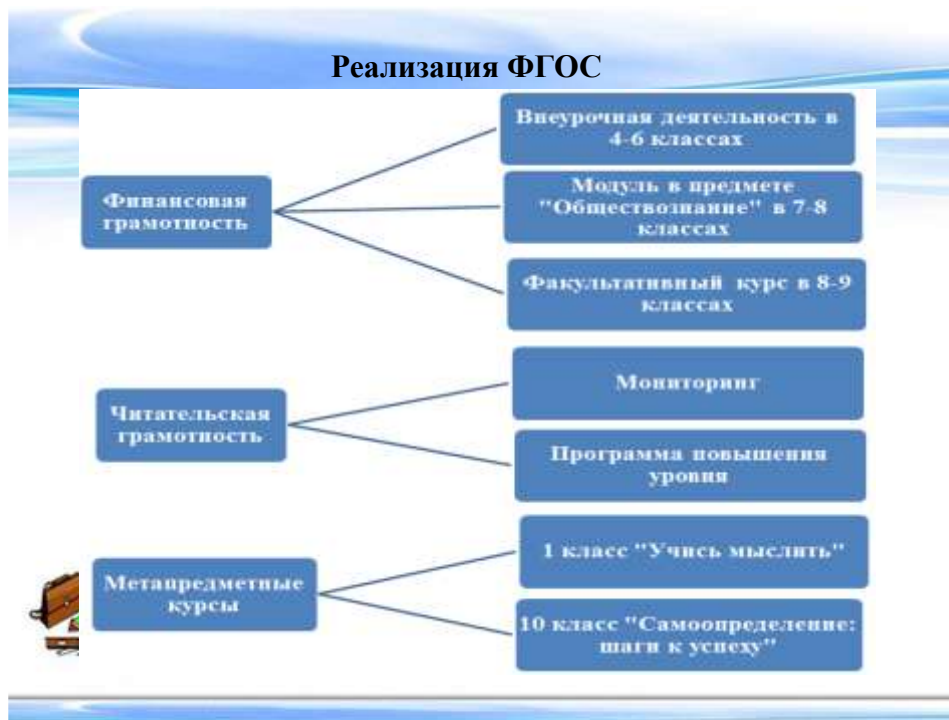 Реализация ФГОС
Финансовая
грамотность
Внеурочная деятельность в
4-6 классах
Модуль в предмете
"Обществознание" в 7-8
классах
Факультативный курс в 8-9
классах
Читательская
грамотность
Мониторинг
Программа повышения
уровня
Метапредметные
курсы
1 класс "Учись мыслить"
10 класс "Самоопределение:
шаги к успеху"